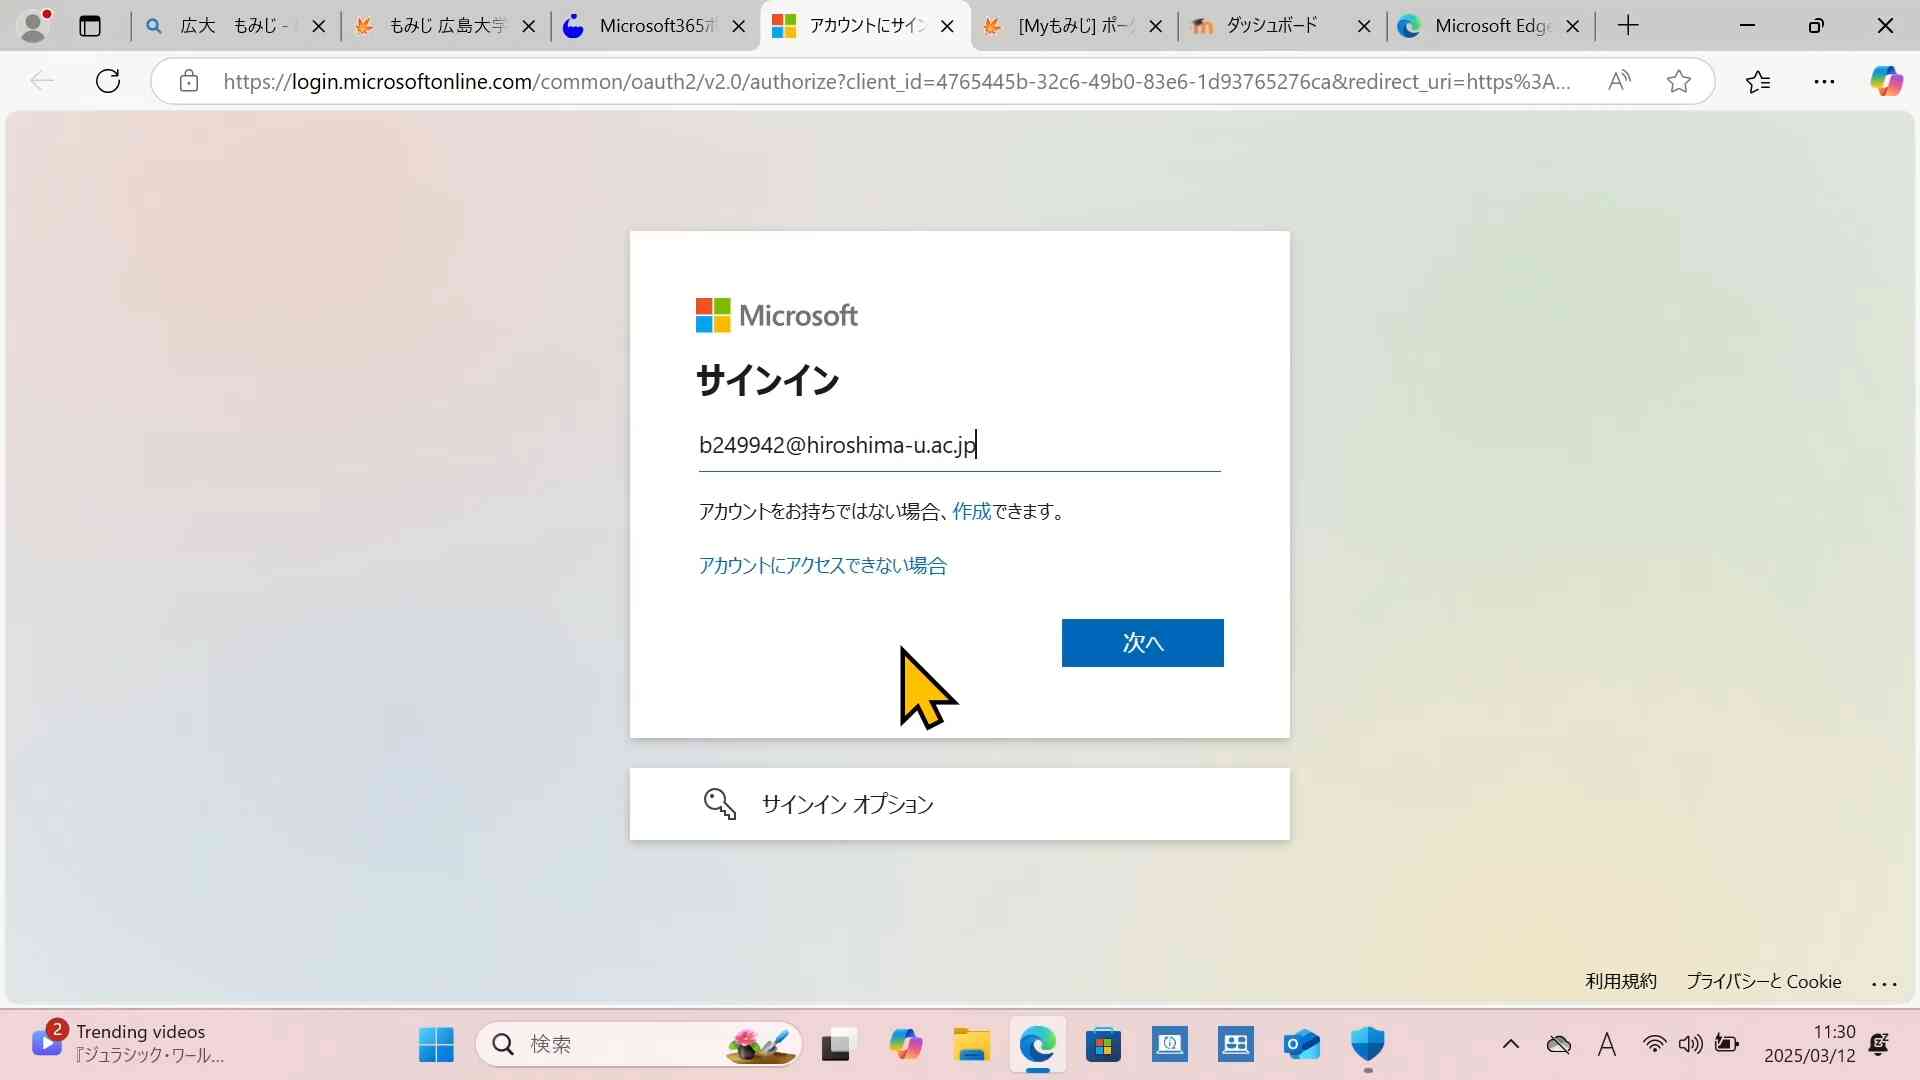 広大 もみじ -
もみじ 広島大学
Microsoft365ポ
アカウントにサイン
[Myもみじ] ポー
ダッシュボード
Microsoft Edge
https://login.microsoftonline.com/common/oauth2/v2.0/authorize?client_id=4765445b-32c6-49b0-83e6-1d93765276ca&redirect_uri=https%3A...
Microsoft
サインイン
b249942@hiroshima-u.ac.jp
アカウントをお持ちではない場合、作成できます。
アカウントにアクセスできない場合
次へ
サインイン オプション
利用規約 プライバシーと Cookie ...
2
Trending videos
『ジュラシック・ワール...
検索
A
11:30
2025/03/12